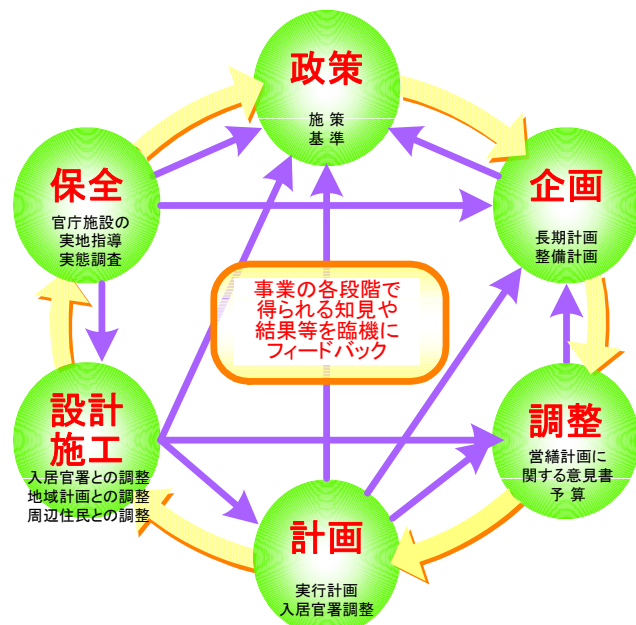 政策
施 策
基 準
企画
長期計画
整備計画
調整
営繕計画に
関する意見書
予 算
計画
実行計画
入居官署調整
設計
施工
入居官署との調整
地域計画との調整
周辺住民との調整
保全
官庁施設の
実地指導
実態調査
事業の各段階で
得られる知見や
結果等を臨機に
フィードバック